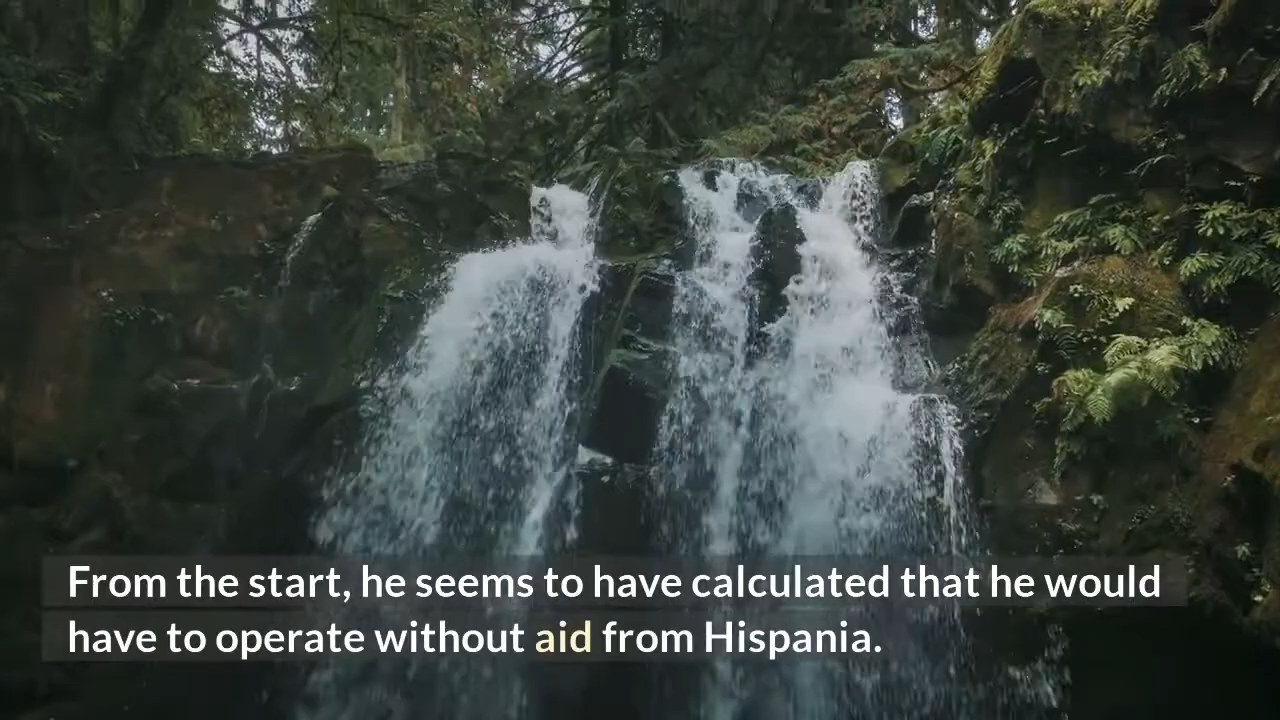 From the start, he seems to have calculated that he would
have to operate without aid from Hispania.